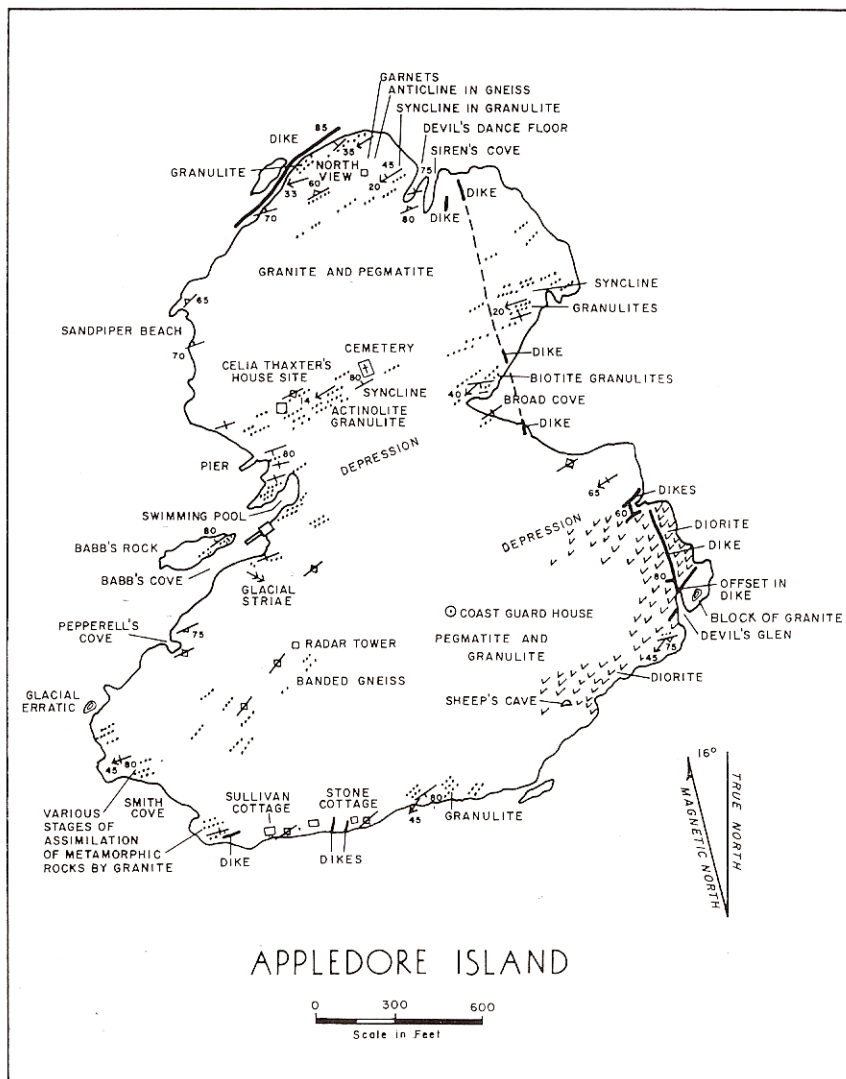 GARNETS
ANTICLINE IN GNEISS
SYNCLINE IN GRANULITE
DEVIL'S DANCE FLOOR
SIREN'S COVE
85
DIKE
35
GRANULITE
NORTH
VIEW
45
75
60
20
33
80
70
DIKE
DIKE
GRANITE AND PEGMATITE
SYNCLINE
20
GRANULITES
65
SANDPIPER BEACH
70
CEMETERY
CELIA THAXTER'S
HOUSE SITE
80
14
SYNCLINE
ACTINOLITE
GRANULITE
DIKE
BIOTITE GRANULITES
40
BROAD COVE
DIKE
PIER
80
DEPRESSION
SWIMMING POOL
65
DIKES
60
DEPRESSION
DIORITE
DIKE
80
BABB'S ROCK
BABB'S COVE
GLACIAL
STRIAE
80
OFFSET IN
DIKE
BLOCK OF GRANITE
DEVIL'S GLEN
COAST GUARD HOUSE
PEPPERELL'S
COVE
75
RADAR TOWER
PEGMATITE AND
GRANULITE
75
45
BANDED GNEISS
DIORITE
GLACIAL
ERRATIC
SHEEP'S CAVE
45
80
VARIOUS
STAGES OF
ASSIMILATION
OF METAMORPHIC
ROCKS BY GRANITE
SMITH
COVE
SULLIVAN
COTTAGE
STONE
COTTAGE
80
45
GRANULITE
DIKE
DIKES
16°
MAGNETIC NORTH
TRUE NORTH
APPLEDORE ISLAND
0 300 600
Scale in Feet